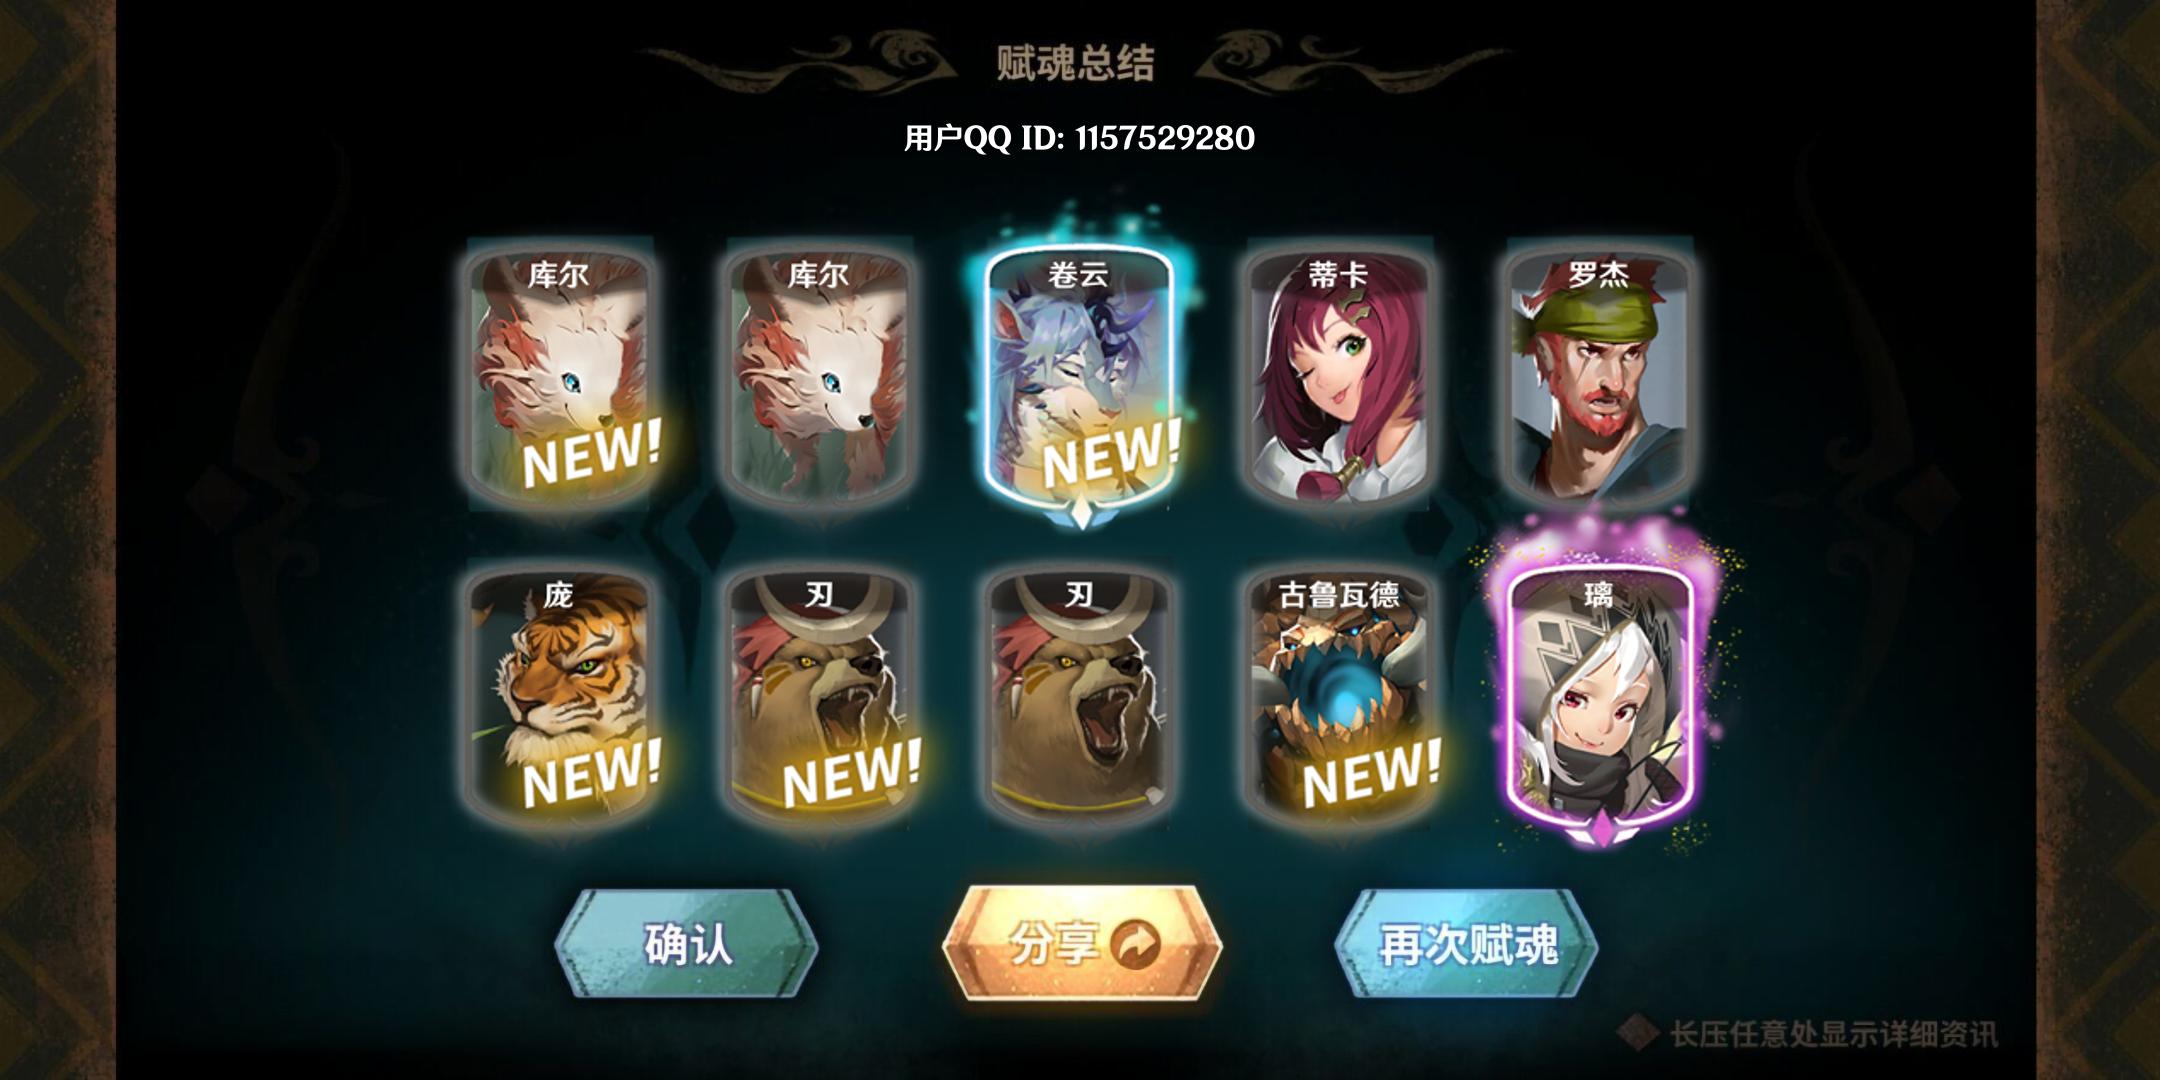 赋魂总结
用户QQ ID: 1157529280
库尔
NEW!
库尔
卷云
NEW!
蒂卡
罗杰
庞
NEW!
刃
NEW!
刃
古鲁瓦德
NEW!
璃
确认
分享
再次赋魂
长压任意处显示详细资讯